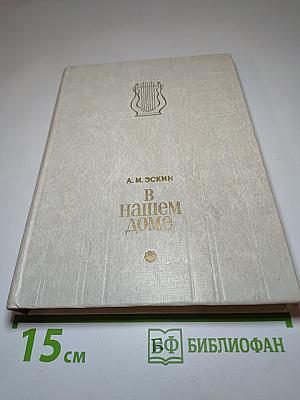 А. М. ЭСКИН
В
нашем
доме
15 см
БФ БИБЛИОФАН